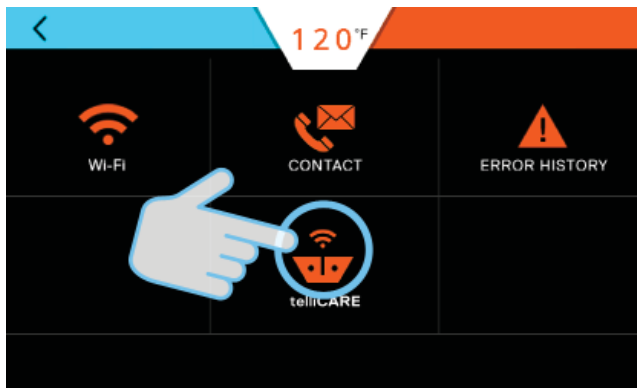 120°F
Wi-Fi
CONTACT
ERROR HISTORY
telliCARE